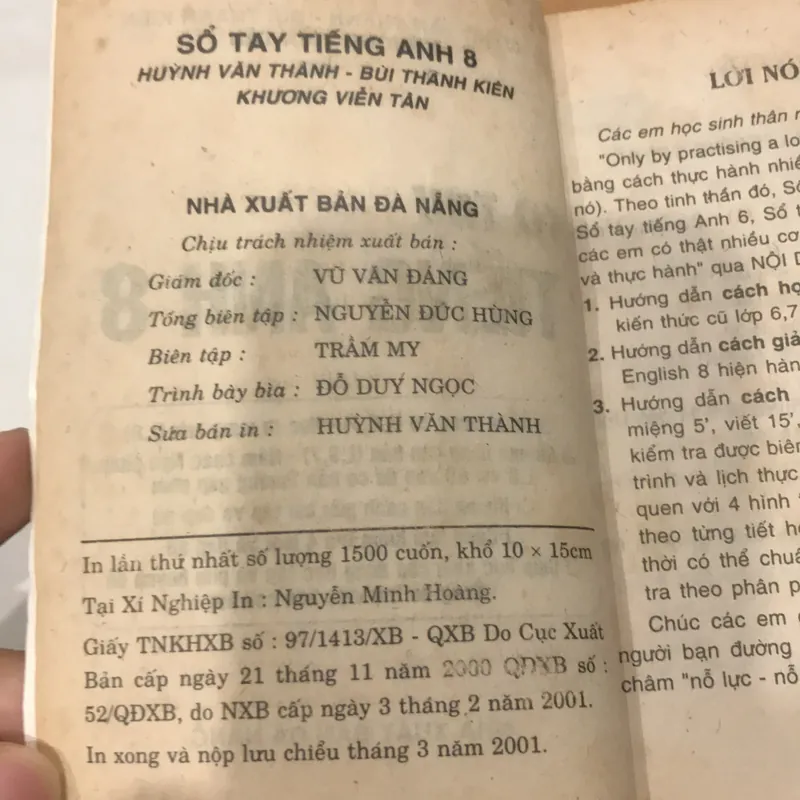 SỔ TAY TIẾNG ANH 8
HUỲNH VĂN THÀNH - BÙI THANH KIÊN
KHƯƠNG VIỄN TÂN
NHÀ XUẤT BẢN ĐÀ NẴNG
Chịu trách nhiệm xuất bản :
Giám đốc : VŨ VĂN ĐÁNG
Tổng biên tập : NGUYỄN ĐỨC HÙNG
Biên tập : TRẦM MY
Trình bày bìa : ĐỖ DUY NGỌC
Sửa bản in : HUỲNH VĂN THÀNH
In lần thứ nhất số lượng 1500 cuốn, khổ 10 × 15cm
Tại Xí Nghiệp In : Nguyễn Minh Hoàng.
Giấy TNKHXB số : 97/1413/XB - QXB Do Cục Xuất
Bản cấp ngày 21 tháng 11 năm 2000 QĐXB số :
52/QĐXB, do NXB cấp ngày 3 tháng 2 năm 2001.
In xong và nộp lưu chiểu tháng 3 năm 2001.
LỜI NÓ
Các em học sinh thân
"Only by practising a lo
bằng cách thực hành nhiề
nó). Theo tinh thần đó, Sổ
Sổ tay tiếng Anh 6, Sổ t
các em có thật nhiều cơ
và thực hành" qua NỘI D
1. Hướng dẫn cách họ
kiến thức cũ lớp 6,7
2. Hướng dẫn cách giả
English 8 hiện hàn
3. Hướng dẫn cách
miệng 5', viết 15',
kiểm tra được biên
trình và lịch thực
quen với 4 hình
theo từng tiết họ
thời có thể chuẩ
tra theo phân p
Chúc các em
người bạn đường
châm "nỗ lực - nỗ